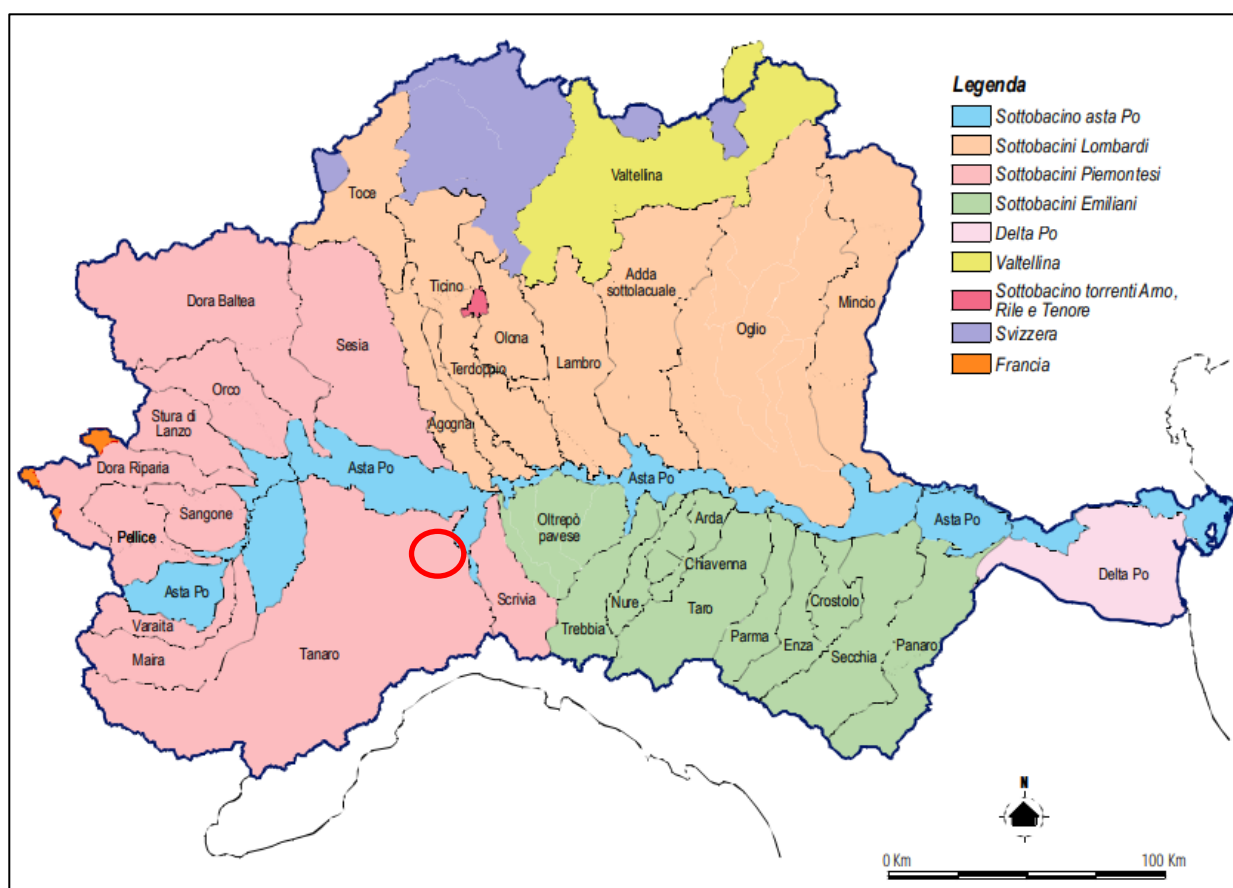 Legenda
Sottobacino asta Po
Sottobacini Lombardi
Sottobacini Piemontesi
Sottobacini Emiliani
Delta Po
Valtellina
Sottobacino torrenti Arno,
Rile e Tenore
Svizzera
Francia
Valtellina
Toce
Adda
sottolacuale
Ticino
Dora Baltea
Mincio
Oglio
Olona
Sesia
Lambro
Terdoppio
Orco
Stura di
Lanzo
Agogna
Dora Riparia
Asta Po
Asta Po
Sangone
Oltrepò
pavese
Arda
Asta Po
Pellice
Chiavenna
Delta Po
Asta Po
Scrivia
Nure
Taro
Crostolo
Varaita
Trebbia
Parma
Enza
Panaro
Maira
Tanaro
Secchia
N
0 Km
100 Km